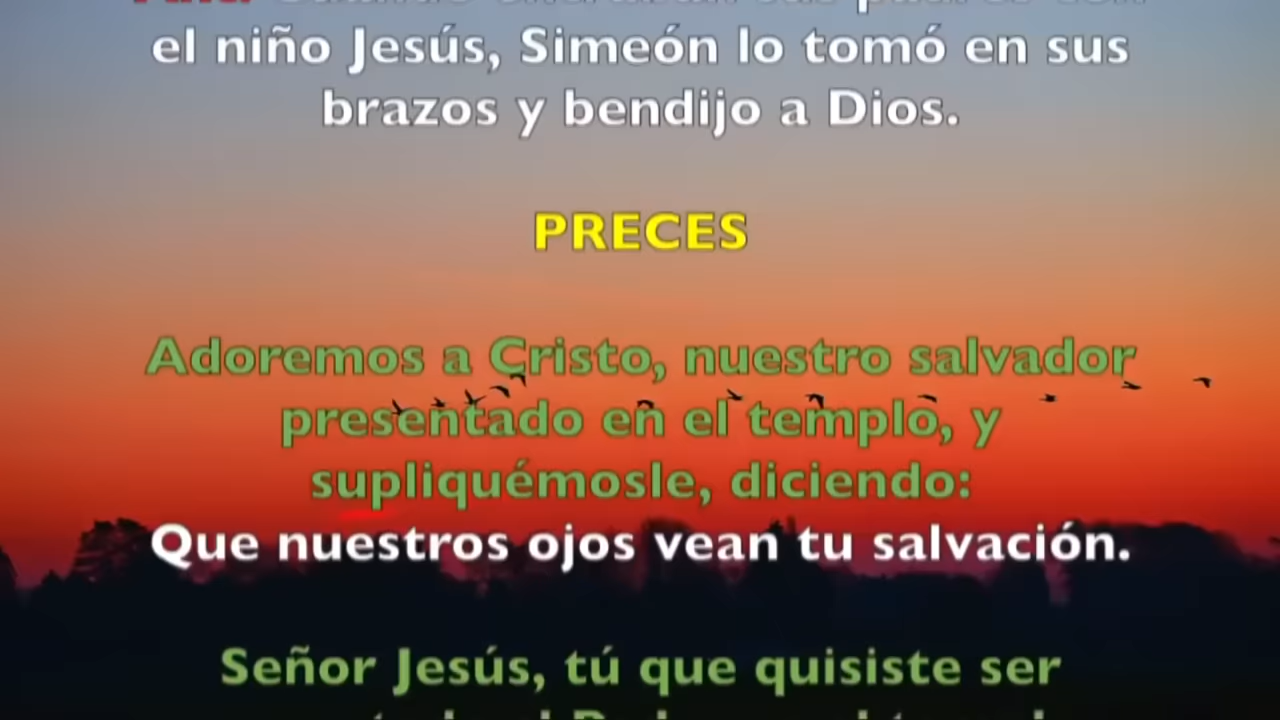 el niño Jesús, Simeón lo tomó en sus
brazos y bendijo a Dios.
PRECES
Adoremos a Cristo, nuestro salvador
presentado en el templo, y
supliquémosle, diciendo:
Que nuestros ojos vean tu salvación.
Señor Jesús, tú que quisiste ser